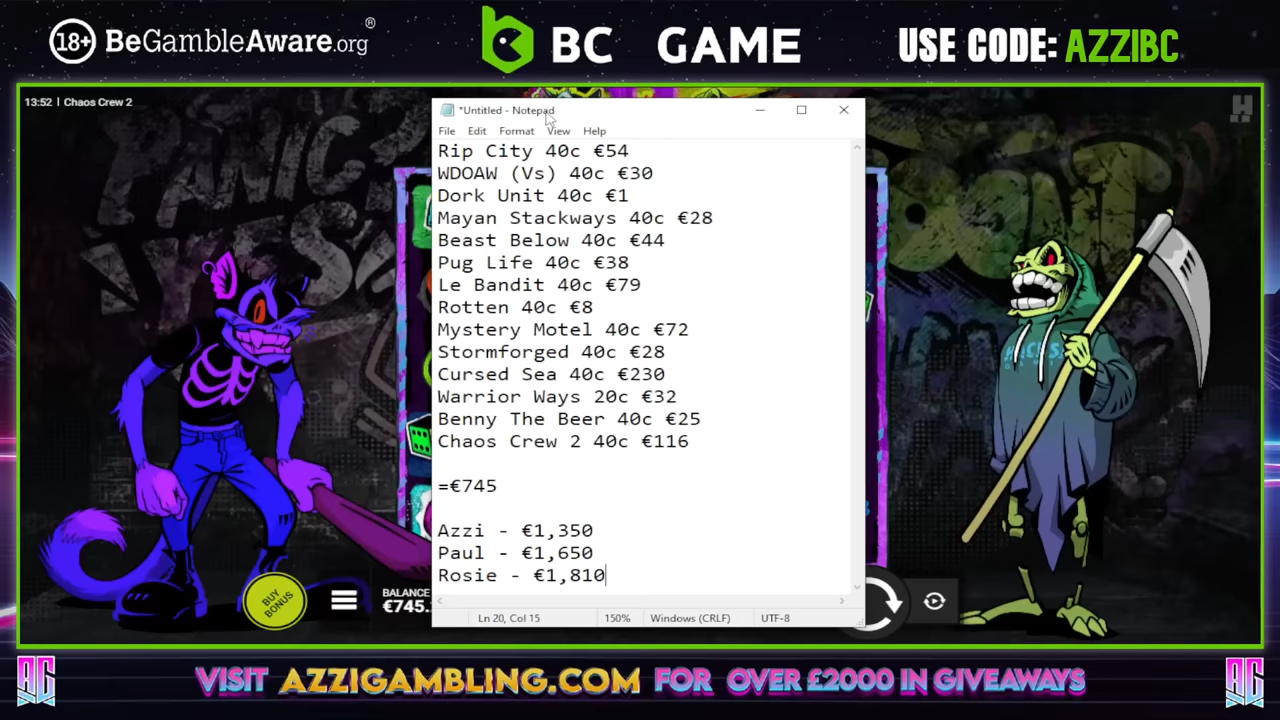 18+ BeGambleAware.org®
BC GAME
USE CODE: AZZIBC
13:52 | Chaos Crew 2
*Untitled - Notepad
File Edit Format View Help
Rip City 40c €54
WDOAW (Vs) 40c €30
Dork Unit 40c €1
Mayan Stackways 40c €28
Beast Below 40c €44
Pug Life 40c €38
Le Bandit 40c €79
Rotten 40c €8
Mystery Motel 40c €72
Stormforged 40c €28
Cursed Sea 40c €230
Warrior Ways 20c €32
Benny The Beer 40c €25
Chaos Crew 2 40c €116
=€745
Azzi - €1,350
Paul - €1,650
Rosie - €1,810
BUY BONUS
BALANCE
€745.
Ln 20, Col 15 150% Windows (CRLF) UTF-8
AG
VISIT AZZIGAMBLING.COM FOR OVER £2000 IN GIVEAWAYS
AG